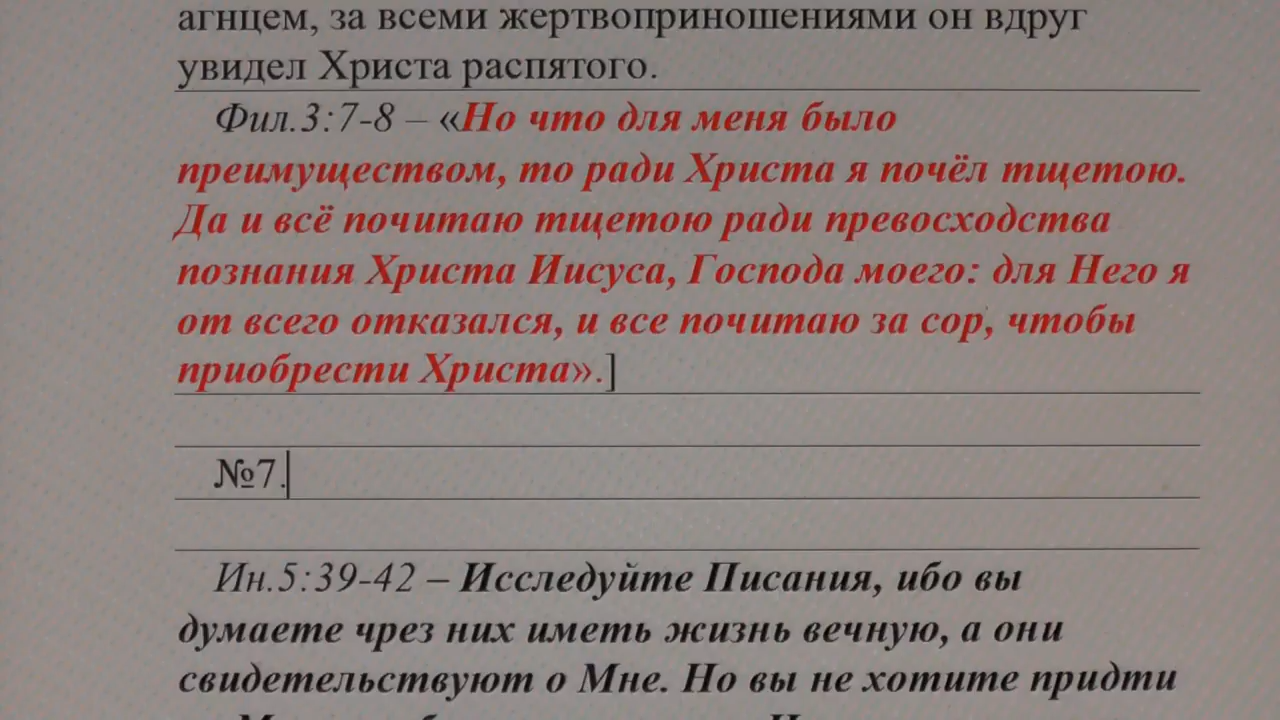 агнцем, за всеми жертвоприношениями он вдруг
увидел Христа распятого.
Фил.3:7-8 – «Но что для меня было
преимуществом, то ради Христа я почёл тщетою.
Да и всё почитаю тщетою ради превосходства
познания Христа Иисуса, Господа моего: для Него я
от всего отказался, и все почитаю за сор, чтобы
приобрести Христа».]
№7.
Ин.5:39-42 – Исследуйте Писания, ибо вы
думаете чрез них иметь жизнь вечную, а они
свидетельствуют о Мне. Но вы не хотите придти